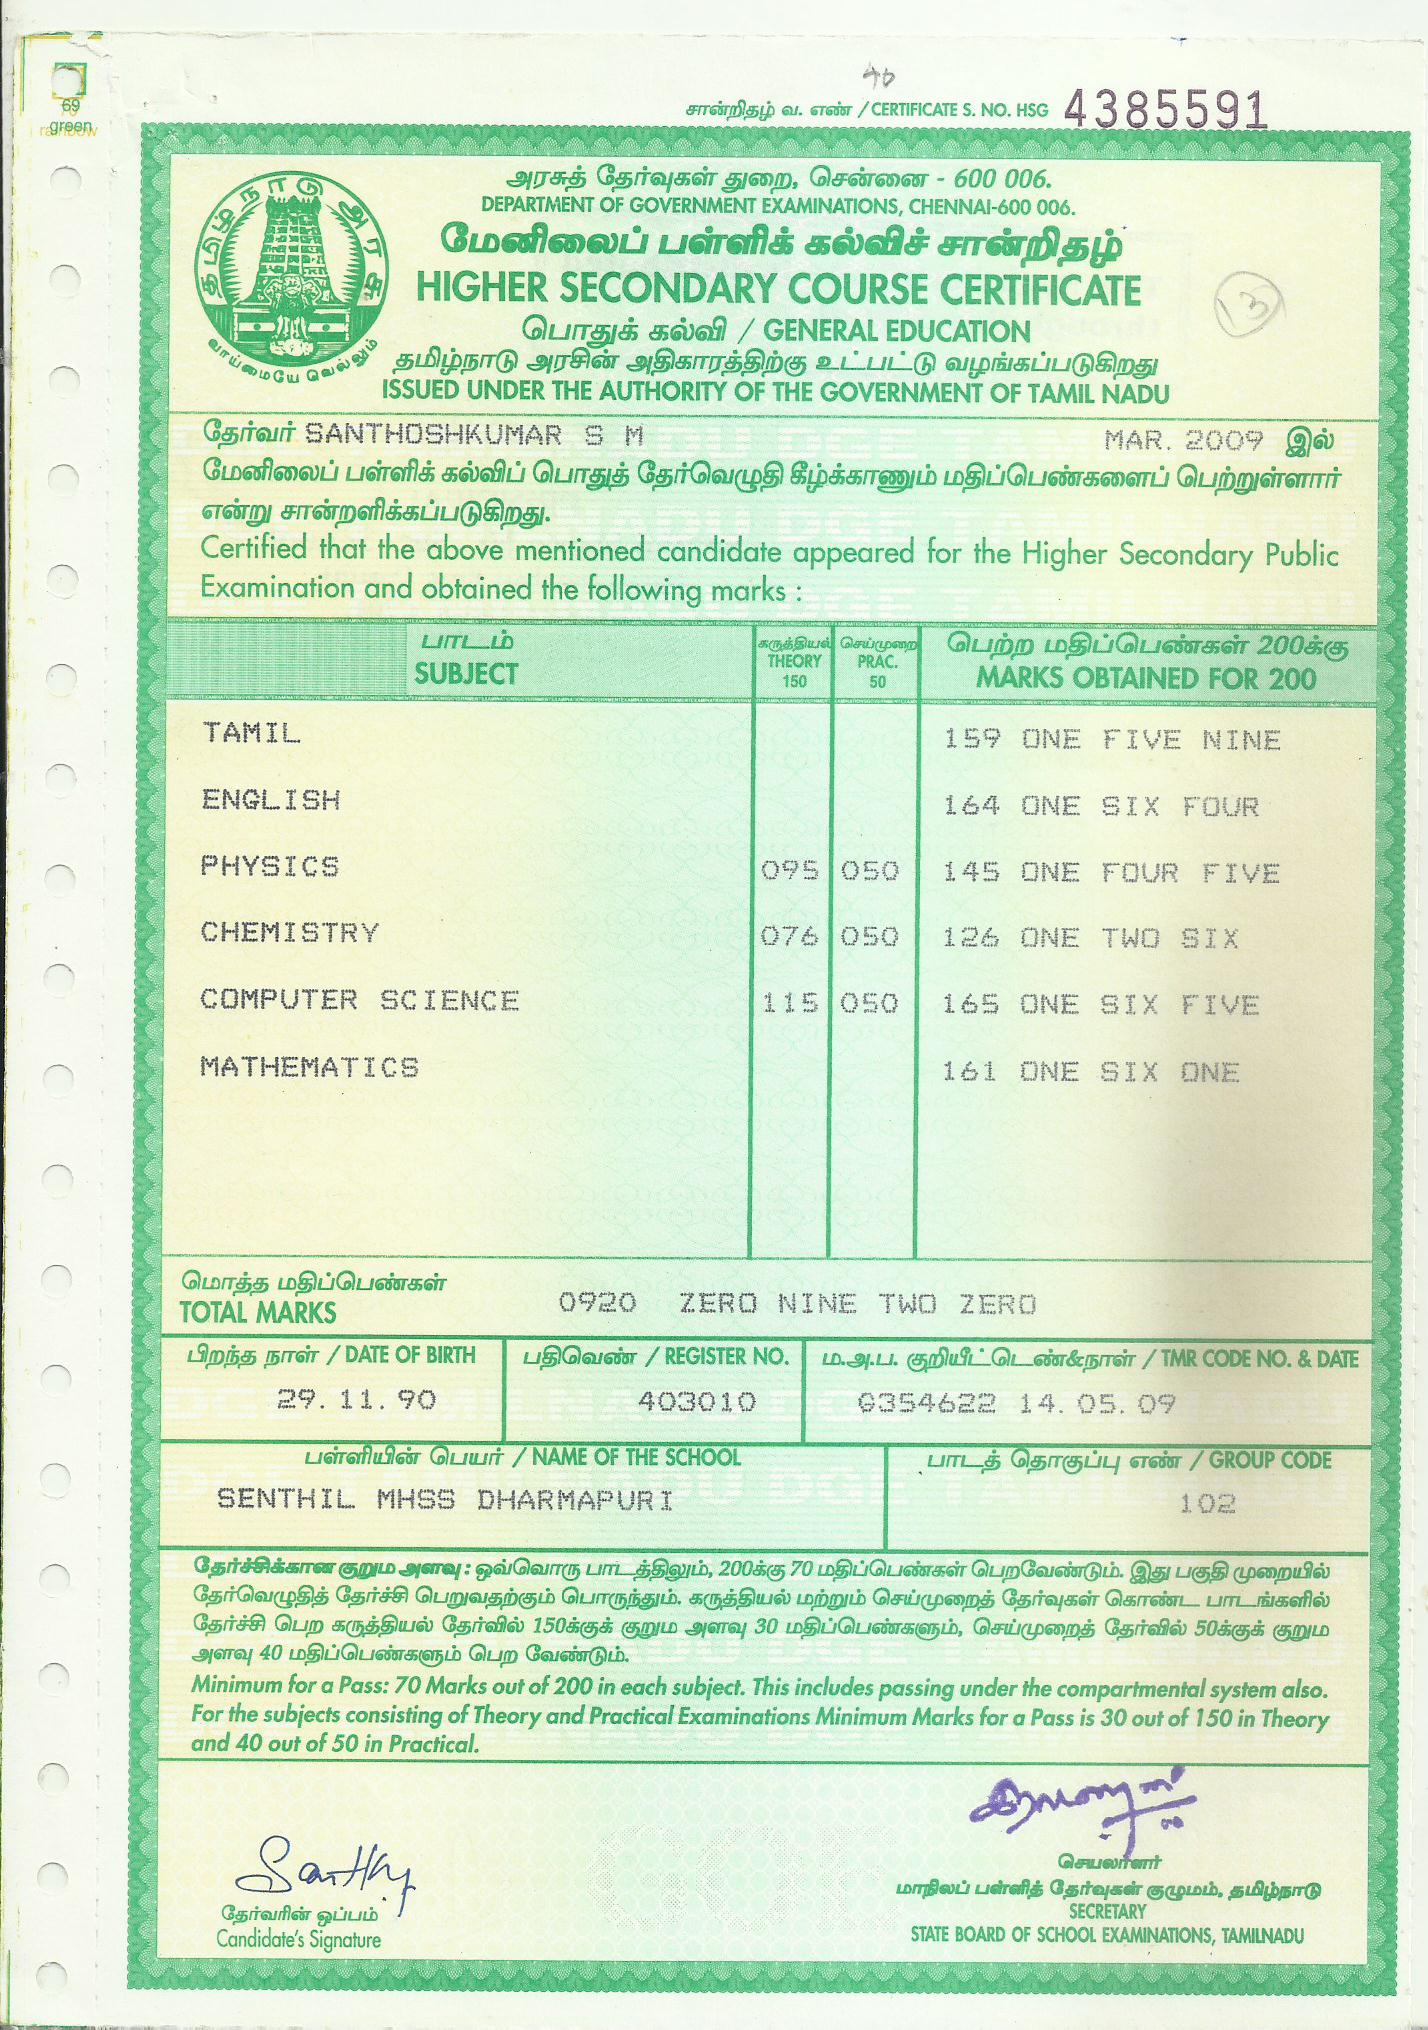 69
green
rainbow
40
சான்றிதழ் வ. எண் / CERTIFICATE S. NO. HSG 4385591
தமிழ்நாடு அரசு
வாய்மையே வெல்லும்
அரசுத் தேர்வுகள் துறை, சென்னை - 600 006.
DEPARTMENT OF GOVERNMENT EXAMINATIONS, CHENNAI-600 006.
மேனிலைப் பள்ளிக் கல்விச் சான்றிதழ்
HIGHER SECONDARY COURSE CERTIFICATE
13
பொதுக் கல்வி / GENERAL EDUCATION
தமிழ்நாடு அரசின் அதிகாரத்திற்கு உட்பட்டு வழங்கப்படுகிறது
ISSUED UNDER THE AUTHORITY OF THE GOVERNMENT OF TAMIL NADU
தேர்வர் SANTHOSHKUMAR S M MAR. 2009 இல்
மேனிலைப் பள்ளிக் கல்விப் பொதுத் தேர்வெழுதி கீழ்க்காணும் மதிப்பெண்களைப் பெற்றுள்ளார்
என்று சான்றளிக்கப்படுகிறது.
Certified that the above mentioned candidate appeared for the Higher Secondary Public
Examination and obtained the following marks :
பாடம் கருத்தியல் செய்முறை பெற்ற மதிப்பெண்கள் 200க்கு
SUBJECT THEORY 150 PRAC. 50 MARKS OBTAINED FOR 200
TAMIL 159 ONE FIVE NINE
ENGLISH 164 ONE SIX FOUR
PHYSICS 095 050 145 ONE FOUR FIVE
CHEMISTRY 076 050 126 ONE TWO SIX
COMPUTER SCIENCE 115 050 165 ONE SIX FIVE
MATHEMATICS 161 ONE SIX ONE
மொத்த மதிப்பெண்கள்
TOTAL MARKS 0920 ZERO NINE TWO ZERO
பிறந்த நாள் / DATE OF BIRTH பதிவெண் / REGISTER NO. ம.அ.ப. குறியீட்டெண்&நாள் / TMR CODE NO. & DATE
29. 11. 90 403010 G354622 14. 05. 09
பள்ளியின் பெயர் / NAME OF THE SCHOOL பாடத் தொகுப்பு எண் / GROUP CODE
SENTHIL MHSS DHARMAPURI 102
தேர்ச்சிக்கான குறும அளவு : ஒவ்வொரு பாடத்திலும், 200க்கு 70 மதிப்பெண்கள் பெறவேண்டும். இது பகுதி முறையில்
தேர்வெழுதித் தேர்ச்சி பெறுவதற்கும் பொருந்தும். கருத்தியல் மற்றும் செய்முறைத் தேர்வுகள் கொண்ட பாடங்களில்
தேர்ச்சி பெற கருத்தியல் தேர்வில் 150க்குக் குறும அளவு 30 மதிப்பெண்களும், செய்முறைத் தேர்வில் 50க்குக் குறும
அளவு 40 மதிப்பெண்களும் பெற வேண்டும்.
Minimum for a Pass: 70 Marks out of 200 in each subject. This includes passing under the compartmental system also.
For the subjects consisting of Theory and Practical Examinations Minimum Marks for a Pass is 30 out of 150 in Theory
and 40 out of 50 in Practical.
தேர்வரின் ஒப்பம்
Candidate's Signature
செயலாளர்
மாநிலப் பள்ளித் தேர்வுகள் குழுமம், தமிழ்நாடு
SECRETARY
STATE BOARD OF SCHOOL EXAMINATIONS, TAMILNADU